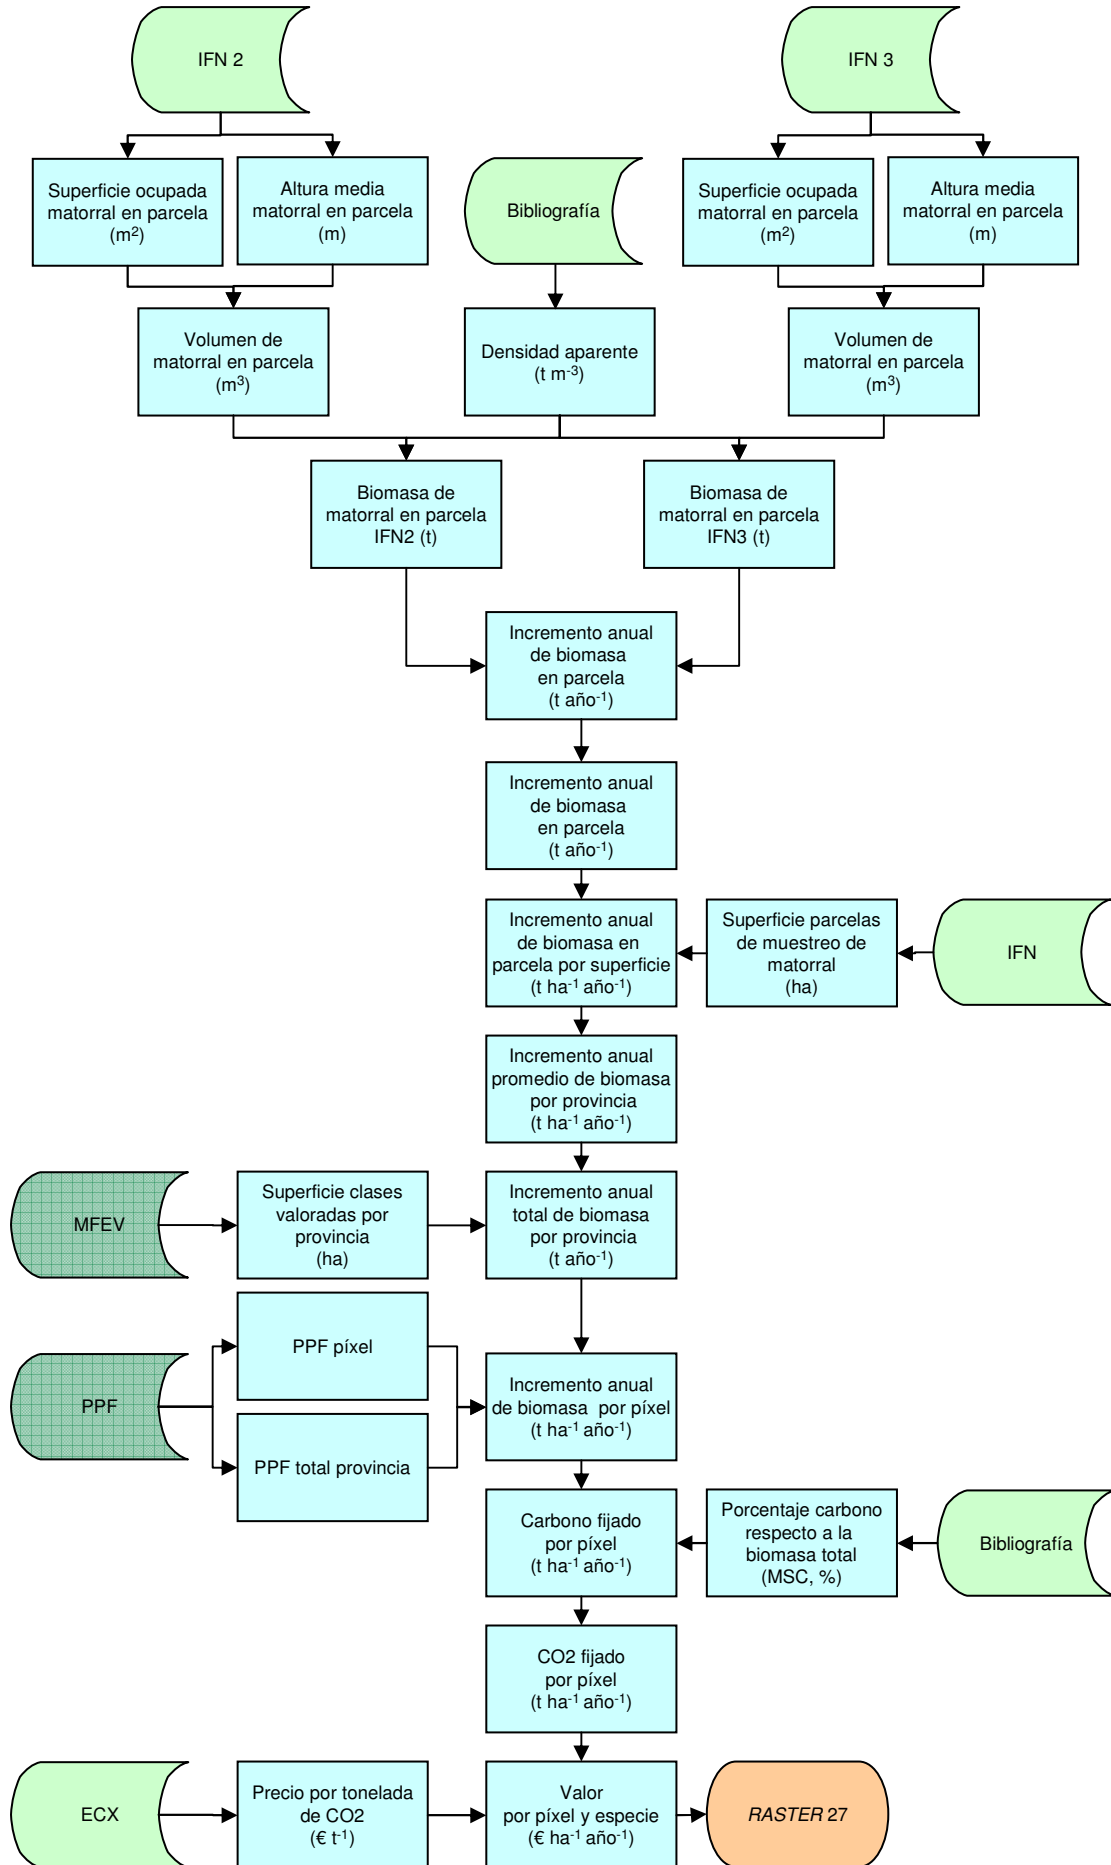 IFN 2
IFN 3
Superficie ocupada
matorral en parcela
(m²)
Altura media
matorral en parcela
(m)
Bibliografía
Superficie ocupada
matorral en parcela
(m²)
Altura media
matorral en parcela
(m)
Volumen de
matorral en parcela
(m³)
Densidad aparente
(t m⁻³)
Volumen de
matorral en parcela
(m³)
Biomasa de
matorral en parcela
IFN2 (t)
Biomasa de
matorral en parcela
IFN3 (t)
Incremento anual
de biomasa
en parcela
(t año⁻¹)
Incremento anual
de biomasa
en parcela
(t año⁻¹)
Incremento anual
de biomasa en
parcela por superficie
(t ha⁻¹ año⁻¹)
Superficie parcelas
de muestreo de
matorral
(ha)
IFN
Incremento anual
promedio de biomasa
por provincia
(t ha⁻¹ año⁻¹)
MFEV
Superficie clases
valoradas por
provincia
(ha)
Incremento anual
total de biomasa
por provincia
(t año⁻¹)
PPF
PPF píxel
PPF total provincia
Incremento anual
de biomasa por píxel
(t ha⁻¹ año⁻¹)
Carbono fijado
por píxel
(t ha⁻¹ año⁻¹)
Porcentaje carbono
respecto a la
biomasa total
(MSC, %)
Bibliografía
CO2 fijado
por píxel
(t ha⁻¹ año⁻¹)
ECX
Precio por tonelada
de CO2
(€ t⁻¹)
Valor
por píxel y especie
(€ ha⁻¹ año⁻¹)
RASTER 27